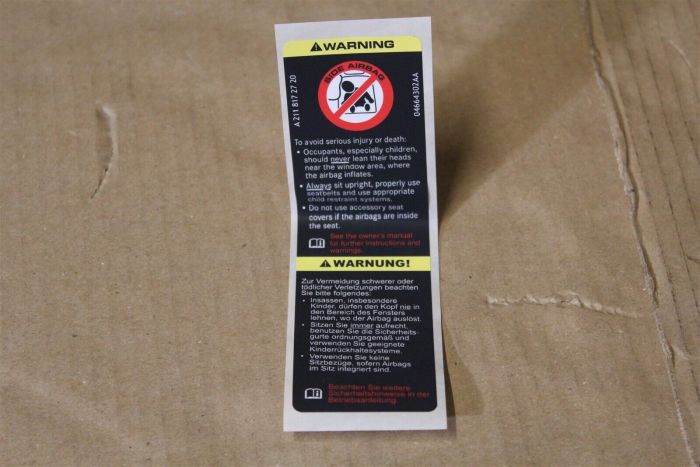 WARNING
SIDE AIRBAG
A 211 817 27 20
04664302AA
To avoid serious injury or death:
• Occupants, especially children,
should never lean their heads
near the window area, where
the airbag inflates.
• Always sit upright, properly use
seatbelts and use appropriate
child restraint systems.
• Do not use accessory seat
covers if the airbags are inside
the seat.
See the owner's manual
for further instructions and
warnings.
WARNUNG!
Zur Vermeidung schwerer oder
tödlicher Verletzungen beachten
Sie bitte folgendes:
• Insassen, insbesondere
Kinder, dürfen den Kopf nie in
den Bereich des Fensters
lehnen, wo der Airbag auslöst.
• Sitzen Sie immer aufrecht,
benutzen Sie die Sicherheits-
gurte ordnungsgemäß und
verwenden Sie geeignete
Kinderrückhaltesysteme.
• Verwenden Sie keine
Sitzbezüge, sofern Airbags
im Sitz integriert sind.
Beachten Sie weitere
Sicherheitshinweise in der
Betriebsanleitung.